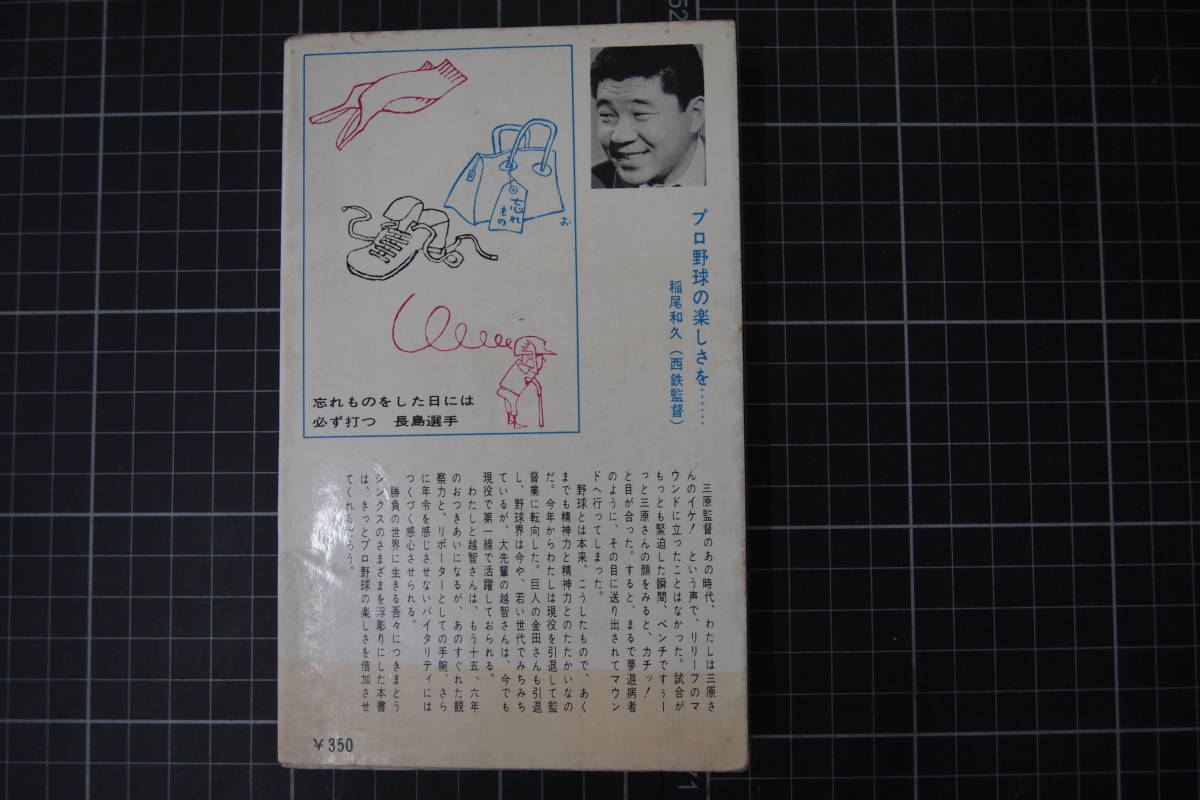 プロ野球の楽しさを……
稲尾和久（西鉄監督）
忘れ
もの
お
忘れものをした日には
必ず打つ　長島選手
三原監督のあの時代、わたしは三原さ
んのイケ！　という声で、リリーフのマ
ウンドに立ったことはなかった。試合が
もっとも緊迫した瞬間、ベンチですぅー
っと三原さんの顔をみると、カチッ！
と目が合った。すると、まるで夢遊病者
のように、その目に送り出されてマウン
ドへ行ってしまった。
野球とは本来、こうしたもので、あく
までも精神力と精神力とのたたかいなの
だ。今年からわたしは現役を引退して監
督業に転向した。巨人の金田さんも引退
し、野球界は今や、若い世代でみちみち
ているが、大先輩の越智さんは、今でも
現役で第一線で活躍しておられる。
わたしと越智さんは、もう十五、六年
のおつきあいになるが、あのすぐれた観
察力と、リポーターとしての手腕、さら
に年令を感じさせないバイタリティには
つくづく感心させられる。
勝負の世界に生きる吾々につきまとう
ジンクスのさまざまを浮彫りにした本書
は、きっとプロ野球の楽しさを倍加させ
てくれるだろう。
￥350
52
71